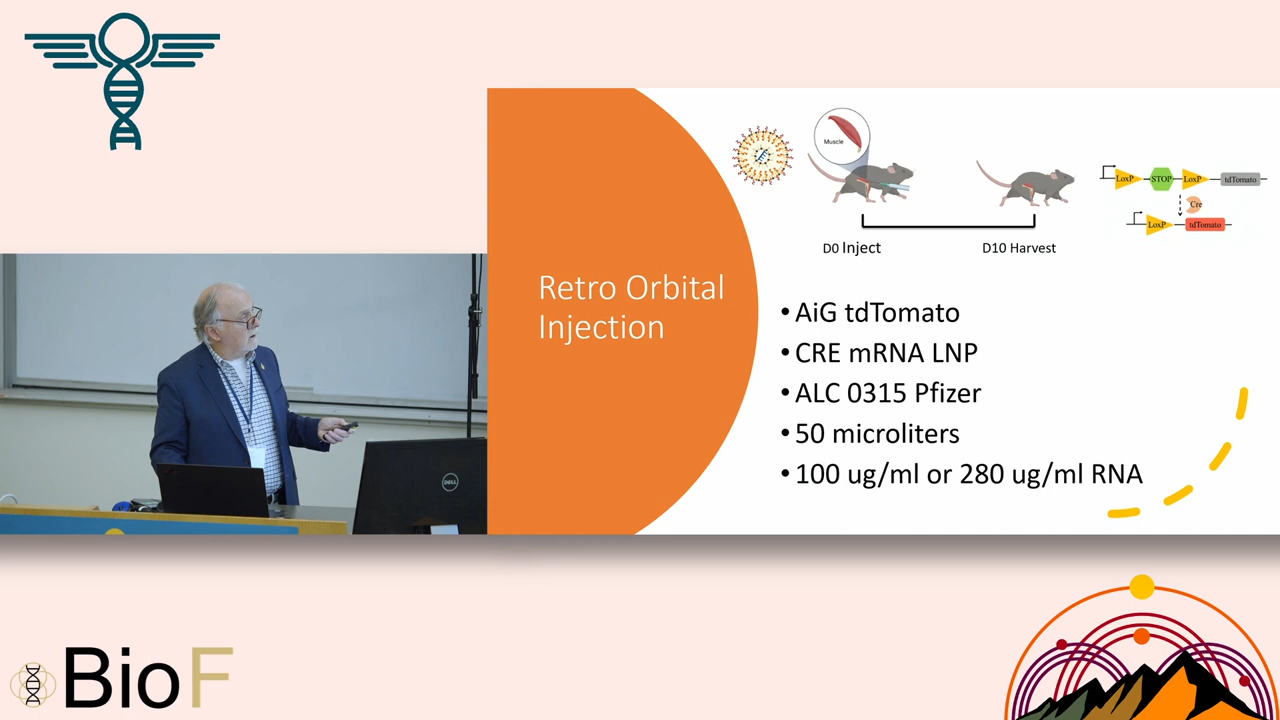 Retro Orbital
Injection
Muscle
D0 Inject
D10 Harvest
LoxP STOP LoxP tdTomato
Cre
LoxP tdTomato
•AiG tdTomato
•CRE mRNA LNP
•ALC 0315 Pfizer
•50 microliters
•100 ug/ml or 280 ug/ml RNA
DELL
BioF